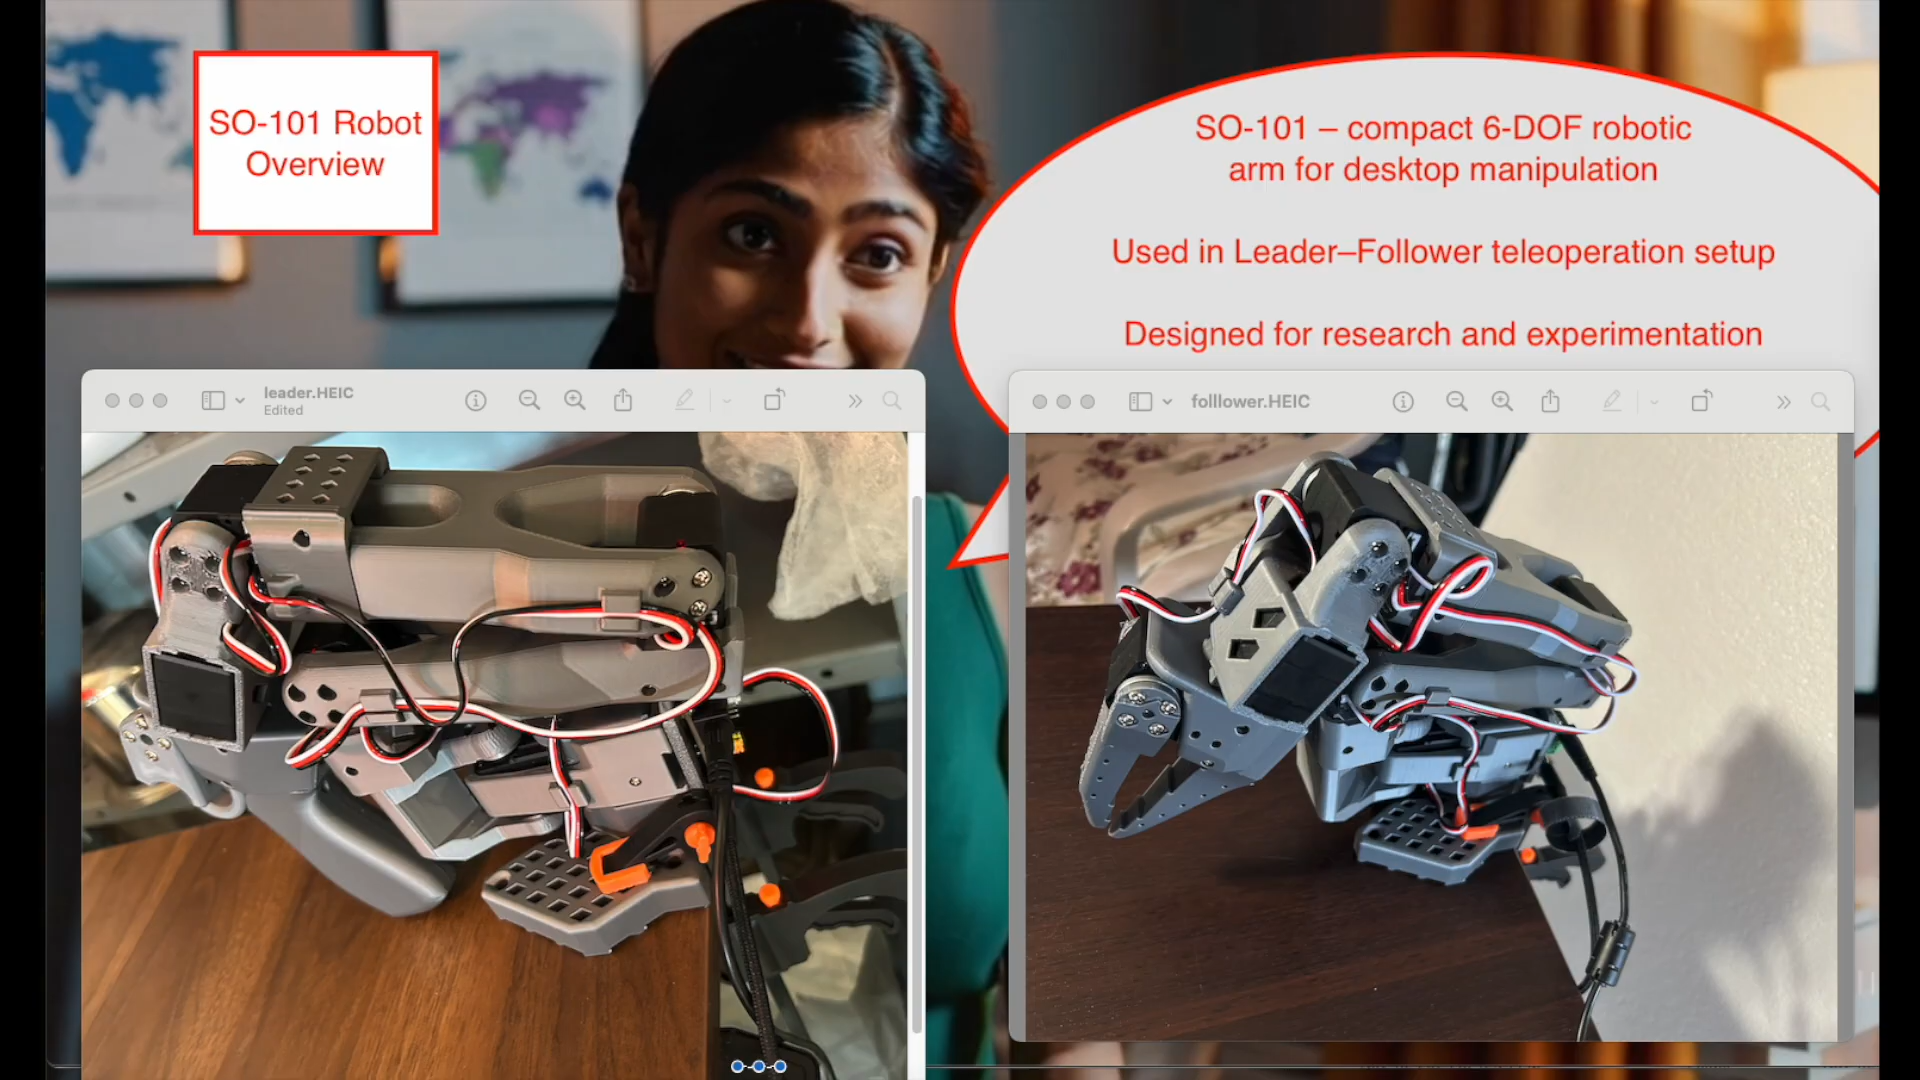 SO-101 Robot
Overview
SO-101 – compact 6-DOF robotic
arm for desktop manipulation
Used in Leader–Follower teleoperation setup
Designed for research and experimentation
leader.HEIC
Edited
folllower.HEIC